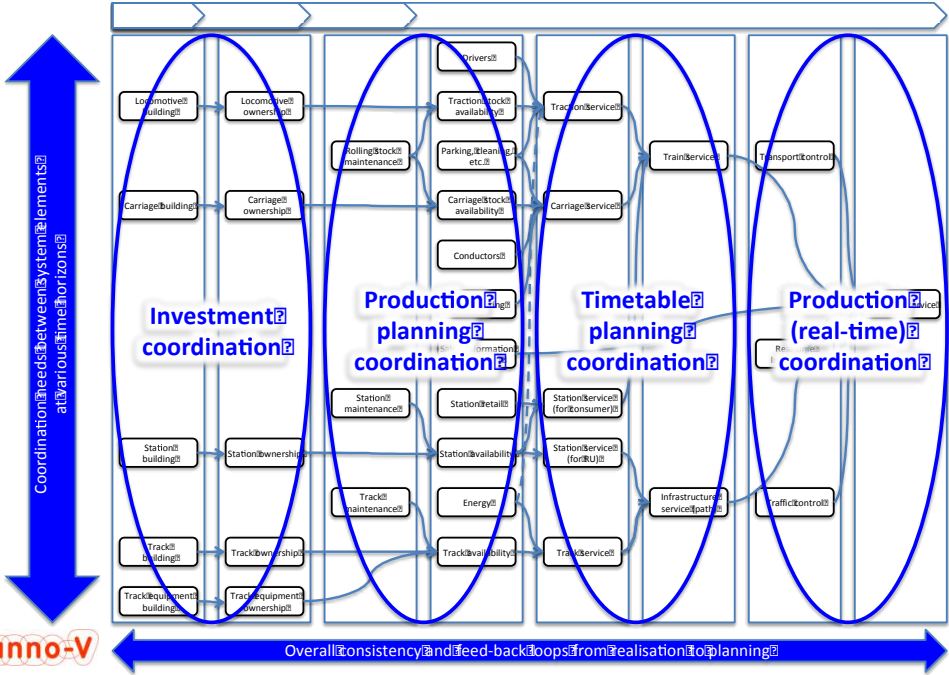 Coordination needs between system elements
at various time horizons
Locomotive
building
Locomotive
ownership
Carriage building
Carriage
ownership
Station
building
Station ownership
Track
building
Track ownership
Track equipment
building
Track equipment
ownership
Investment
coordination
Drivers
Traction stock
availability
Rolling stock
maintenance
Parking, cleaning,
etc.
Carriage stock
availability
Conductors
Production
planning
coordination
Station
maintenance
Station retail
Station availability
Track
maintenance
Energy
Track availability
Traction service
Carriage service
Timetable
planning
coordination
Station service
(for consumer)
Station service
(for RU)
Track service
Train service
Infrastructure
service (path)
Transport control
Production
(real-time)
coordination
Traffic control
Overall consistency and feed-back loops from realisation to planning
nno-V